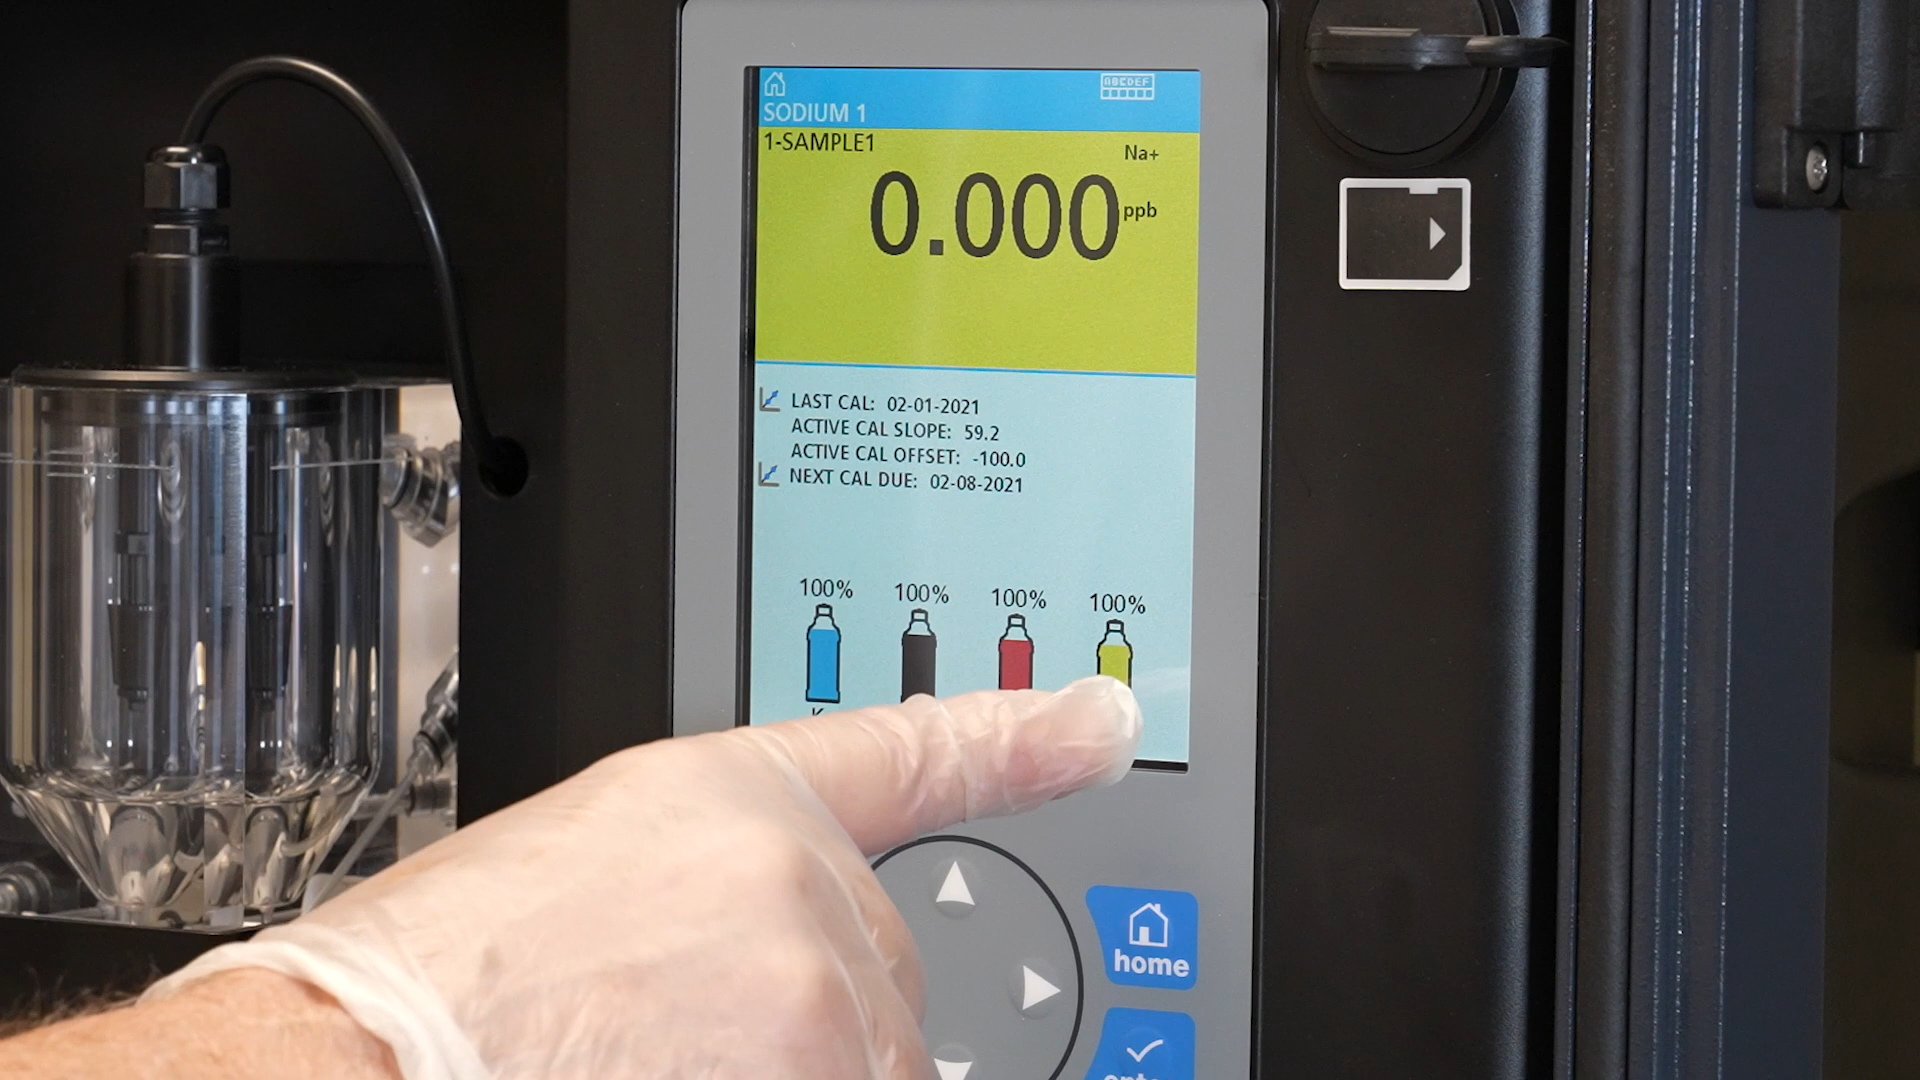 ABCDEF
SODIUM 1
1-SAMPLE1
Na+
0.000 ppb
LAST CAL: 02-01-2021
ACTIVE CAL SLOPE: 59.2
ACTIVE CAL OFFSET: -100.0
NEXT CAL DUE: 02-08-2021
100% 100% 100% 100%
home